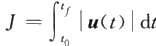 J = ∫_{t_0}^{t_f} | u(t) | dt